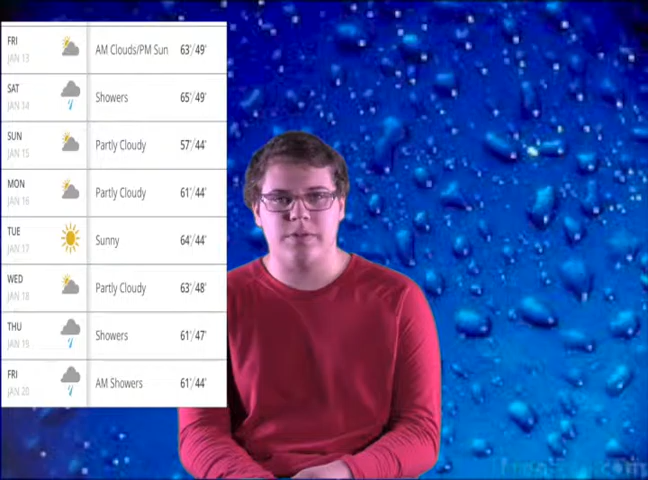 FRI
JAN 13
AM Clouds/PM Sun 63°/49°
SAT
JAN 14
Showers 65°/49°
SUN
JAN 15
Partly Cloudy 57°/44°
MON
JAN 16
Partly Cloudy 61°/44°
TUE
JAN 17
Sunny 64°/44°
WED
JAN 18
Partly Cloudy 63°/48°
THU
JAN 19
Showers 61°/47°
FRI
JAN 20
AM Showers 61°/44°